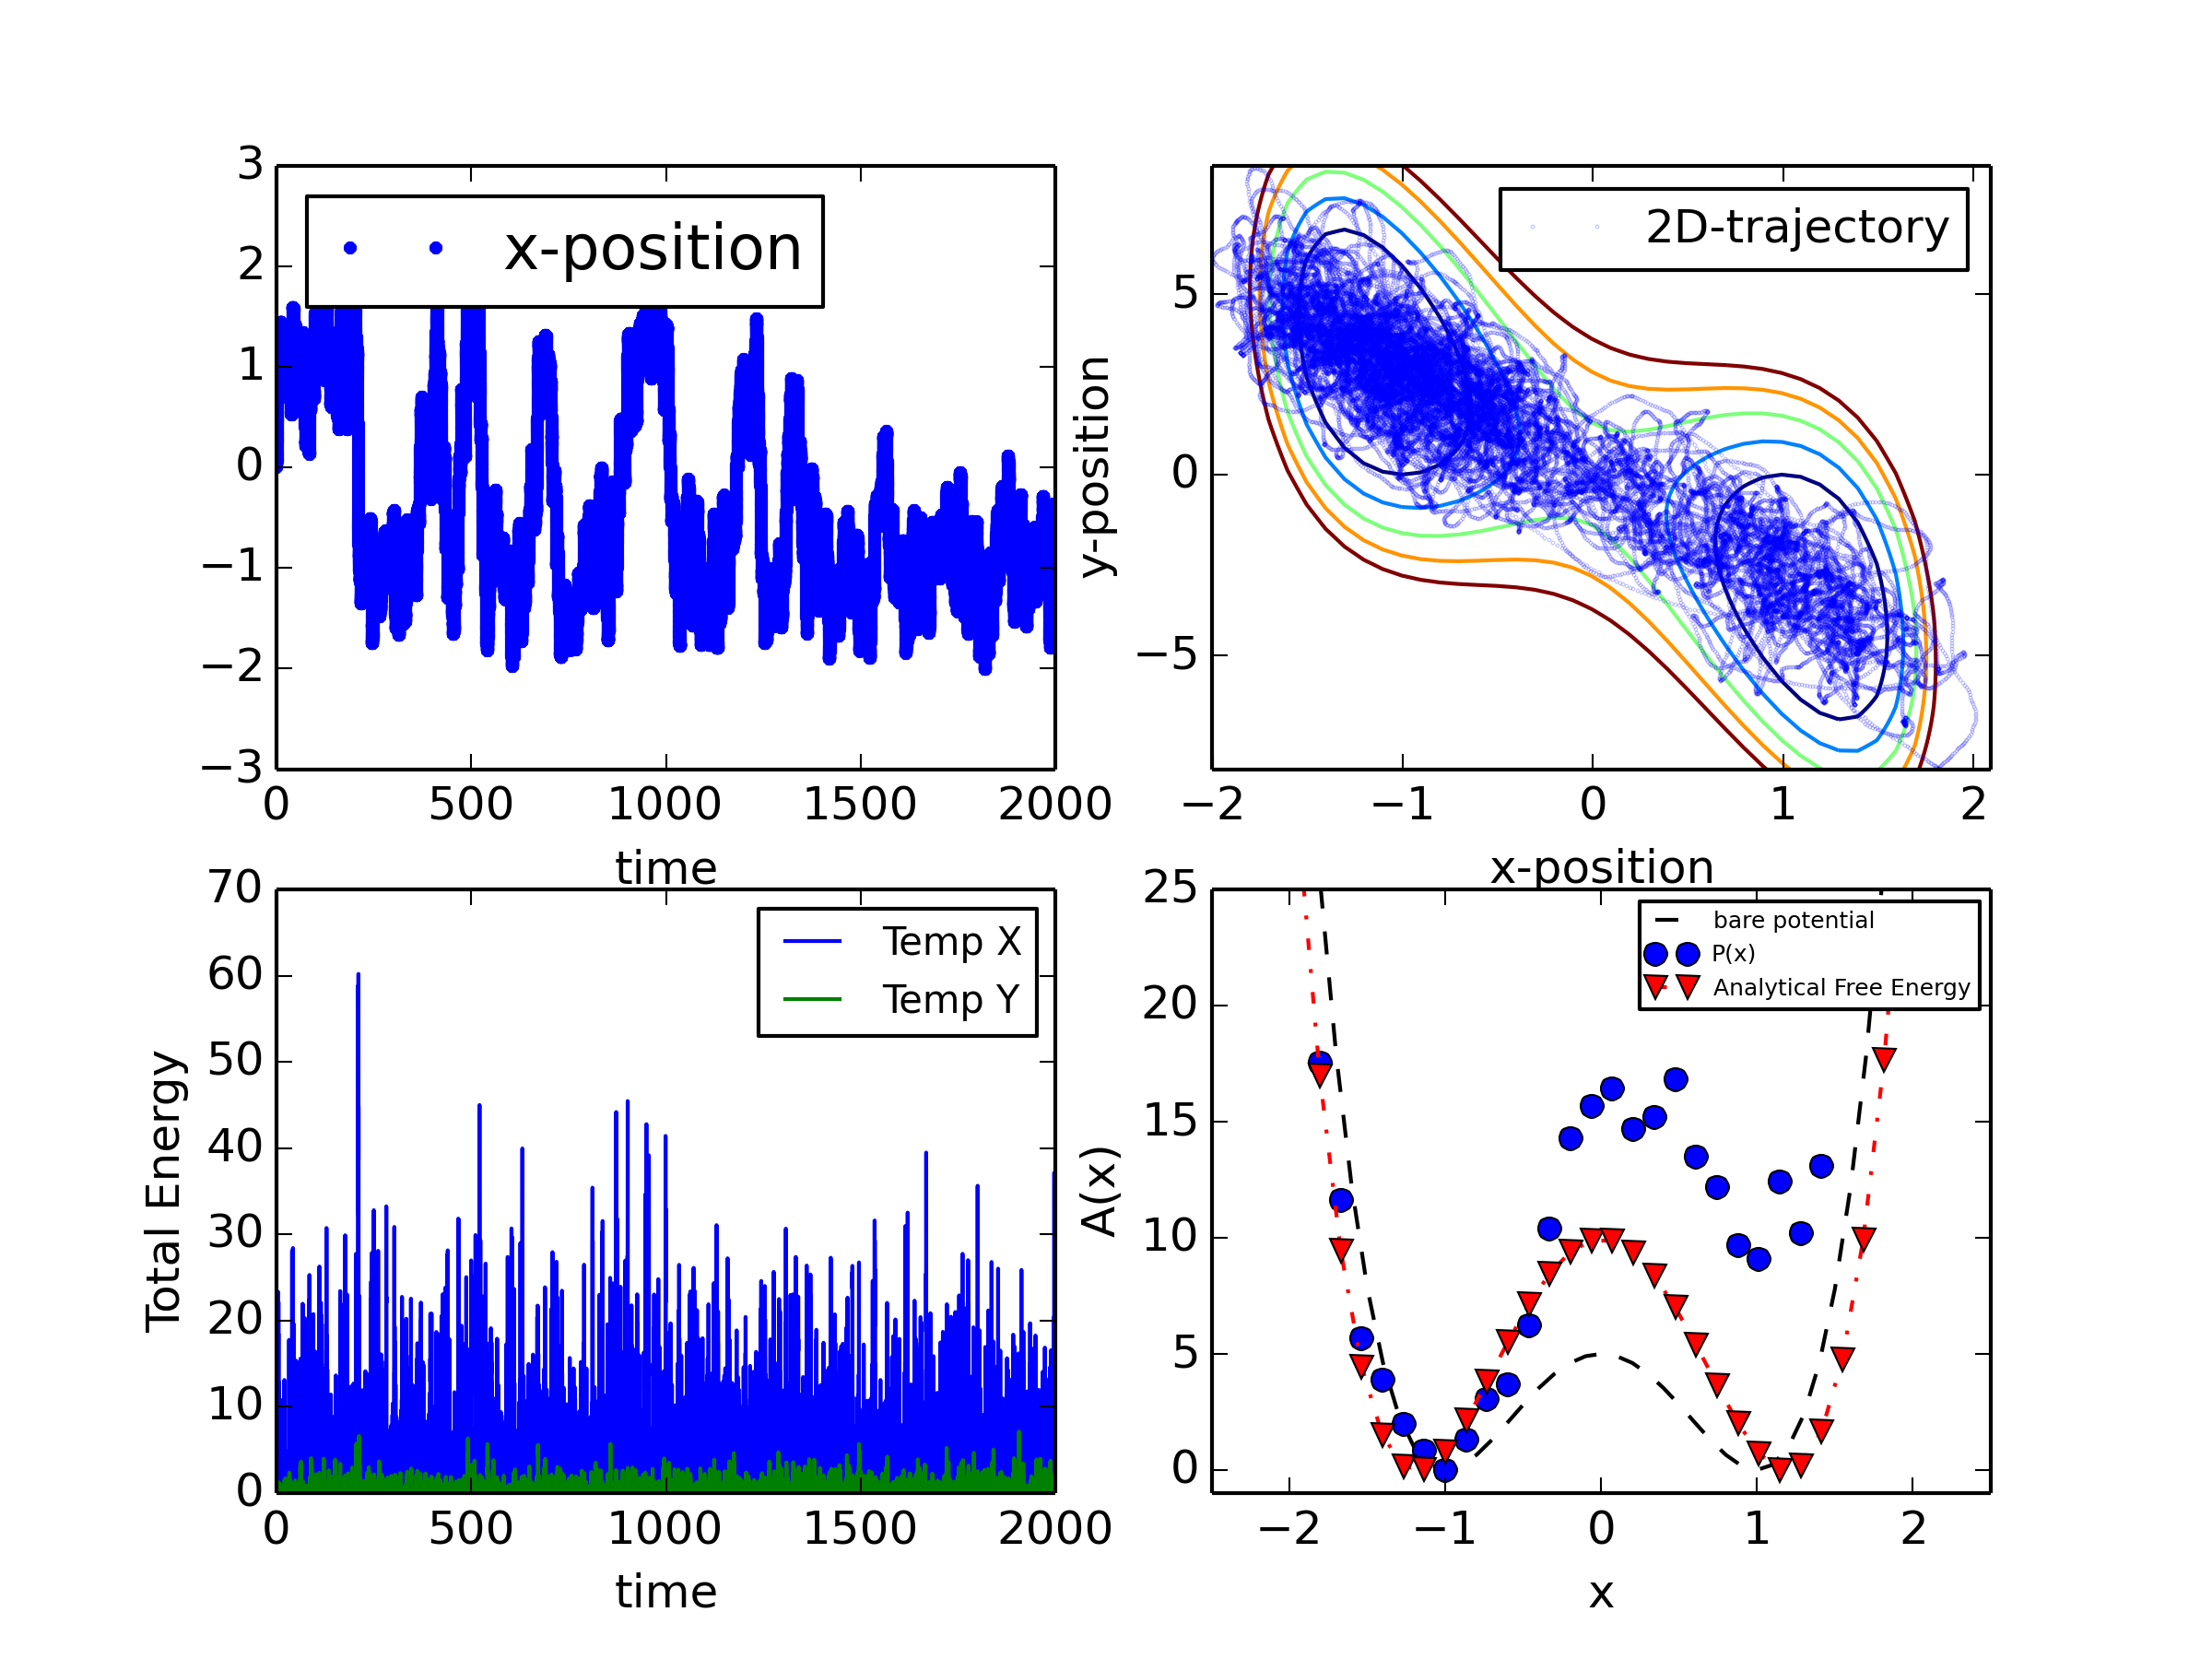 3
2
1
0
−1
−2
−3
x-position
0 500 1000 1500 2000
time
y-position
5
0
−5
2D-trajectory
−2 −1 0 1 2
x-position
Total Energy
70
60
50
40
30
20
10
0
Temp X
Temp Y
0 500 1000 1500 2000
time
A(x)
25
20
15
10
5
0
bare potential
P(x)
Analytical Free Energy
−2 −1 0 1 2
x